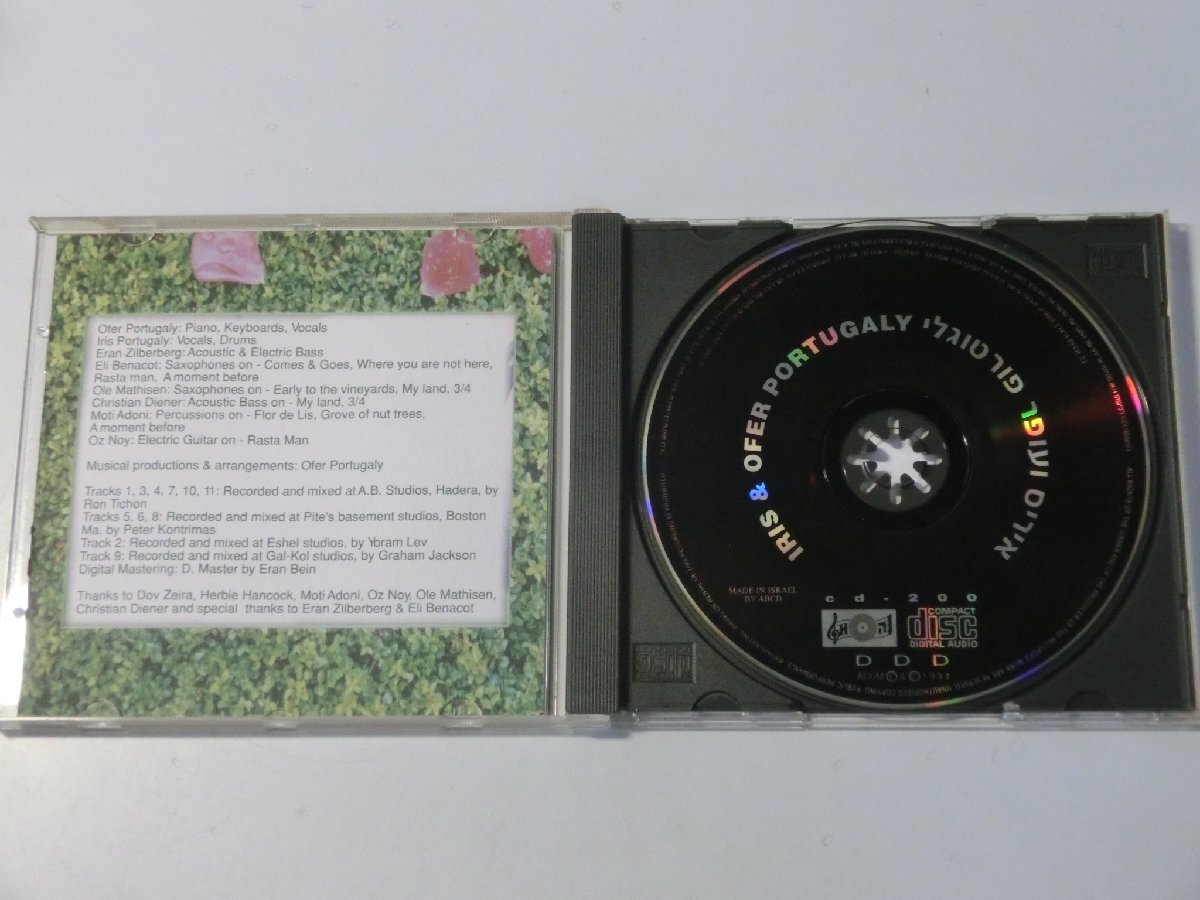 Ofer Portugaly: Piano, Keyboards, Vocals
Iris Portugaly: Vocals, Drums
Eran Zilberberg: Acoustic & Electric Bass
Eli Benacot: Saxophones on - Comes & Goes, Where you are not here,
Rasta man, A moment before
Ole Mathisen: Saxophones on - Early to the vineyards, My land, 3/4
Christian Diener: Acoustic Bass on - My land, 3/4
Moti Adoni: Percussions on - Flor de Lis, Grove of nut trees,
A moment before
Oz Noy: Electric Guitar on - Rasta Man
Musical productions & arrangements: Ofer Portugaly
Tracks 1, 3, 4, 7, 10, 11: Recorded and mixed at A.B. Studios, Hadera, by
Ron Tichon
Tracks 5, 6, 8: Recorded and mixed at Pite's basement studios, Boston
Ma. by Peter Kontrimas
Track 2: Recorded and mixed at Eshel studios, by Yoram Lev
Track 9: Recorded and mixed at Gal-Kol studios, by Graham Jackson
Digital Mastering: D. Master by Eran Bein
Thanks to Dov Zeira, Herbie Hancock, Moti Adoni, Oz Noy, Ole Mathisen,
Christian Diener and special thanks to Eran Zilberberg & Eli Benacot
IRIS & OFER PORTUGALY
איריס ועופר פורטוגלי
MADE IN ISRAEL
BY ABCD
cd-200
COMPACT
disc
DIGITAL AUDIO
DDD